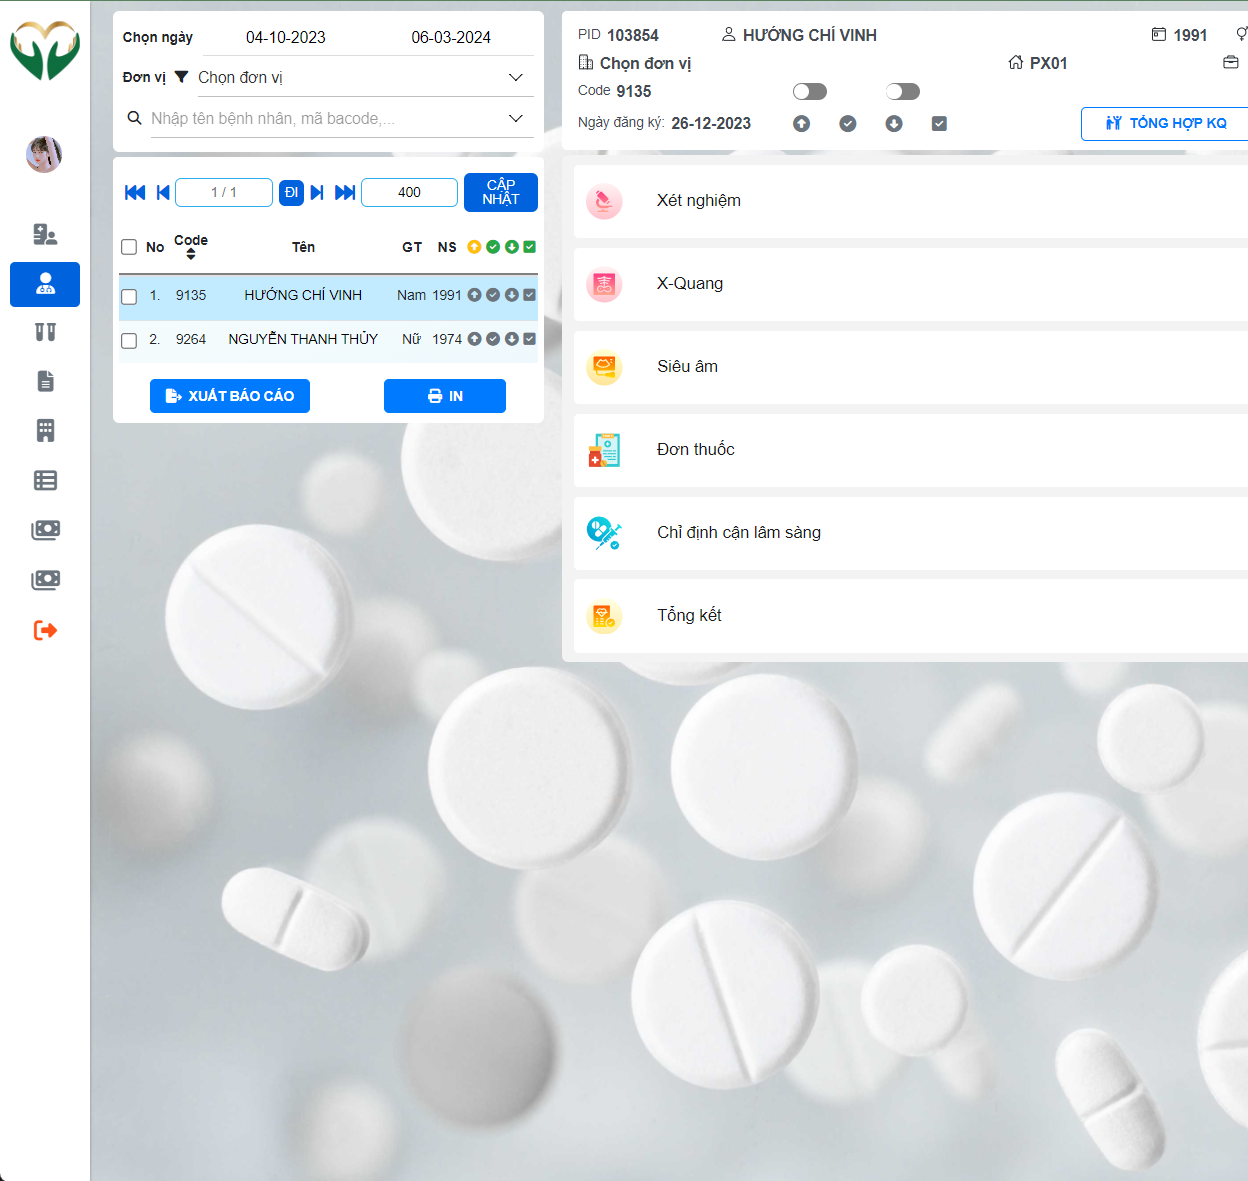 Chọn ngày 04-10-2023 06-03-2024
Đơn vị Chọn đơn vị
Nhập tên bệnh nhân, mã bacode,...
1 / 1 ĐI 400 CẬP NHẬT
No Code Tên GT NS
1. 9135 HƯỚNG CHÍ VINH Nam 1991
2. 9264 NGUYỄN THANH THỦY Nữ 1974
XUẤT BÁO CÁO IN
PID 103854 HƯỚNG CHÍ VINH 1991
Chọn đơn vị PX01
Code 9135
Ngày đăng ký: 26-12-2023 TỔNG HỢP KQ
Xét nghiệm
X-Quang
Siêu âm
Đơn thuốc
Chỉ định cận lâm sàng
Tổng kết